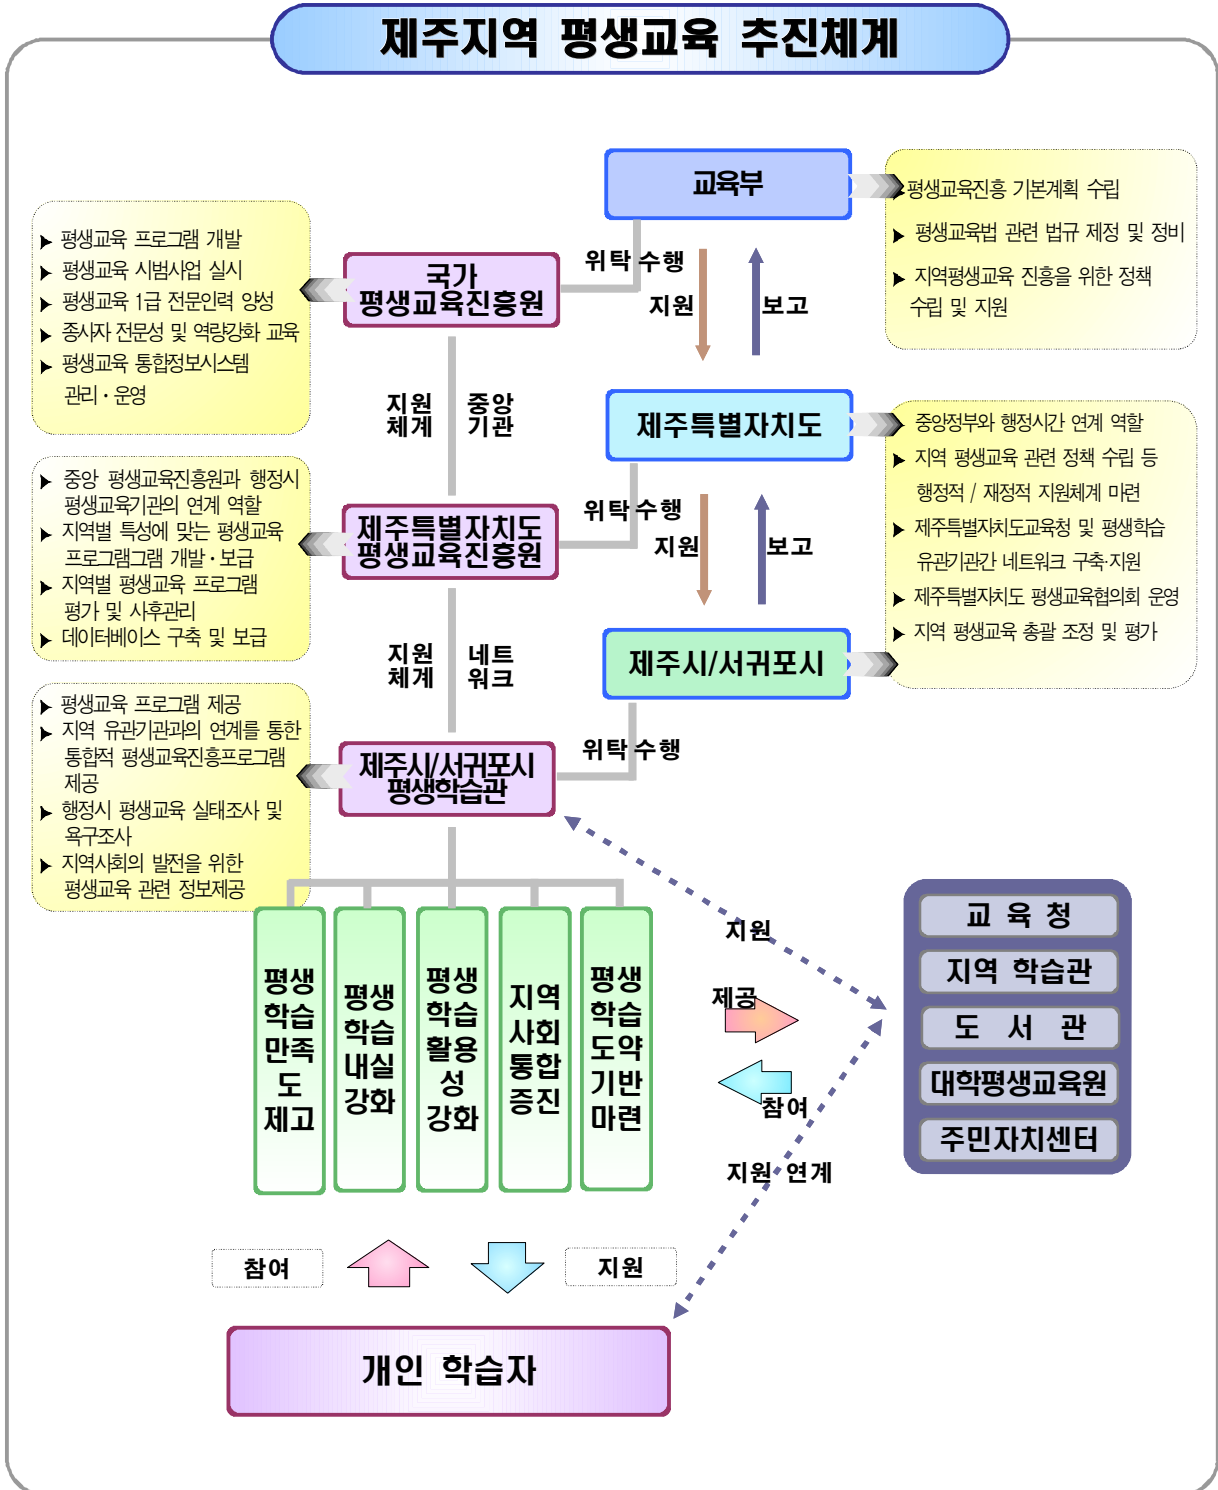 제주지역 평생교육 추진체계
교육부
평생교육진흥 기본계획 수립
평생교육법 관련 법규 제정 및 정비
지역평생교육 진흥을 위한 정책
수립 및 지원
평생교육 프로그램 개발
평생교육 시범사업 실시
평생교육 1급 전문인력 양성
종사자 전문성 및 역량강화 교육
평생교육 통합정보시스템
관리・운영
국가
평생교육진흥원
위탁 수행
지원
보고
지원
체계
중앙
기관
제주특별자치도
중앙정부와 행정시간 연계 역할
지역 평생교육 관련 정책 수립 등
행정적 / 재정적 지원체계 마련
제주특별자치도교육청 및 평생학습
유관기관간 네트워크 구축·지원
제주특별자치도 평생교육협의회 운영
지역 평생교육 총괄 조정 및 평가
중앙 평생교육진흥원과 행정시
평생교육기관의 연계 역할
지역별 특성에 맞는 평생교육
프로그램그램 개발・보급
지역별 평생교육 프로그램
평가 및 사후관리
데이터베이스 구축 및 보급
제주특별자치도
평생교육진흥원
위탁 수행
지원
보고
지원
체계
네트
워크
제주시/서귀포시
평생교육 프로그램 제공
지역 유관기관과의 연계를 통한
통합적 평생교육진흥프로그램
제공
행정시 평생교육 실태조사 및
욕구조사
지역사회의 발전을 위한
평생교육 관련 정보제공
제주시/서귀포시
평생학습관
위탁 수행
평생
학습
만족
도
제고
평생
학습
내실
강화
평생
학습
활용
성
강화
지역
사회
통합
증진
평생
학습
도약
기반
마련
지원
제공
참여
지원 연계
교 육 청
지역 학습관
도 서 관
대학평생교육원
주민자치센터
참여
지원
개인 학습자